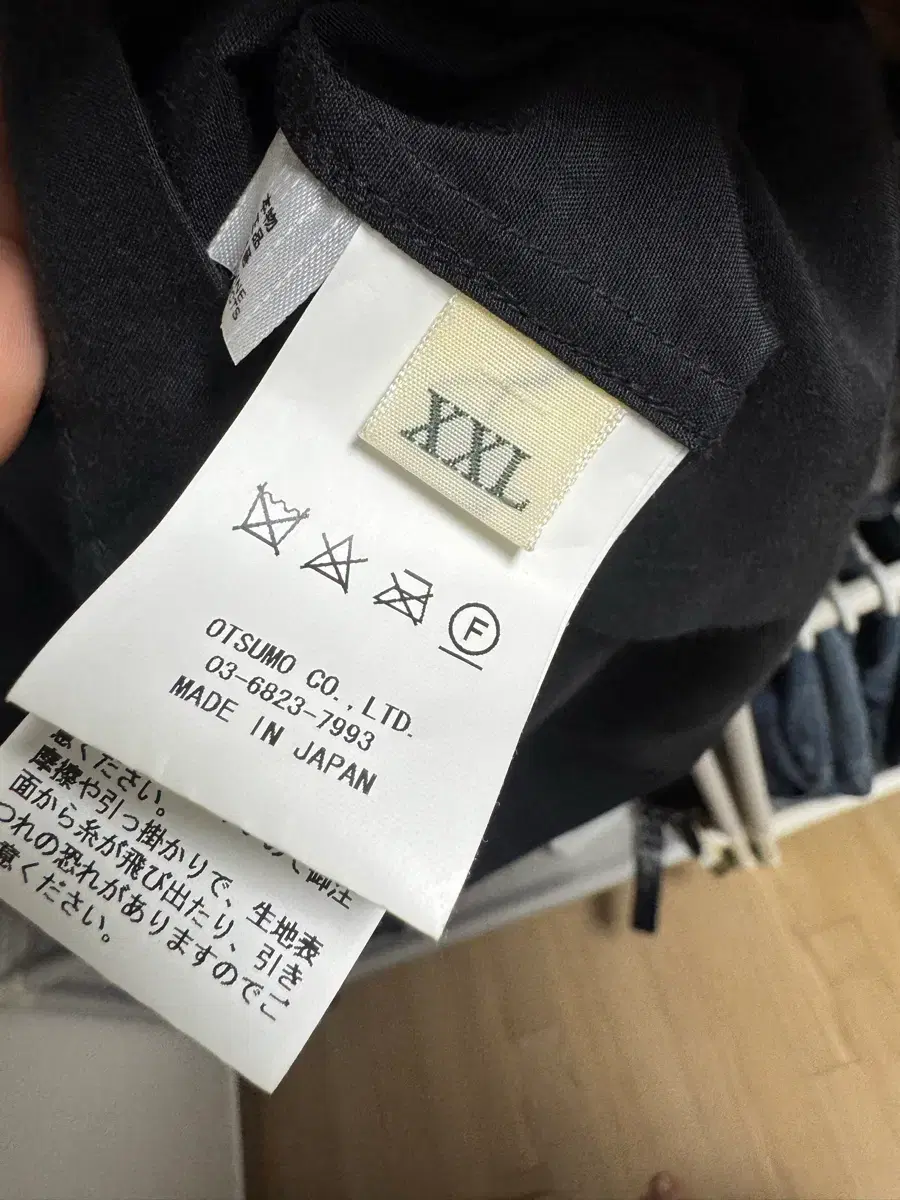 XXL
F
OTSUMO CO.,LTD.
03-6823-7993
MADE IN JAPAN
意ください。
摩擦や引っ掛かりで、生地表
面から糸が飛び出たり、引き
つれの恐れがありますのでご
意ください。